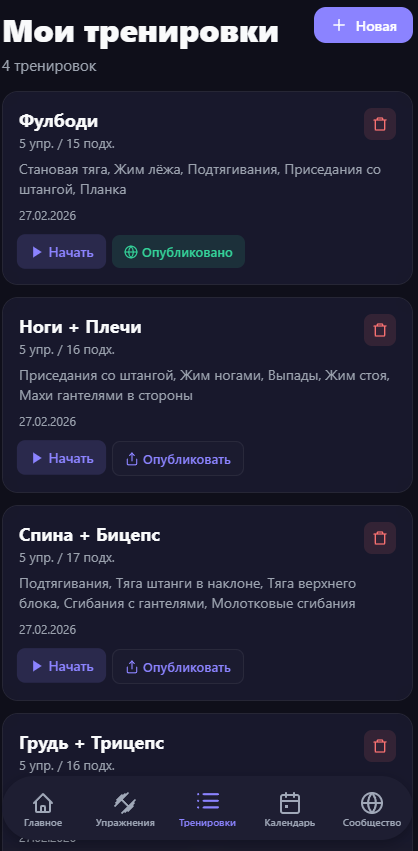 Мои тренировки
Новая
4 тренировок
Фулбоди
5 упр. / 15 подх.
Становая тяга, Жим лёжа, Подтягивания, Приседания со
штангой, Планка
27.02.2026
Начать
Опубликовано
Ноги + Плечи
5 упр. / 16 подх.
Приседания со штангой, Жим ногами, Выпады, Жим стоя,
Махи гантелями в стороны
27.02.2026
Начать
Опубликовать
Спина + Бицепс
5 упр. / 17 подх.
Подтягивания, Тяга штанги в наклоне, Тяга верхнего
блока, Сгибания с гантелями, Молотковые сгибания
27.02.2026
Начать
Опубликовать
Грудь + Трицепс
5 упр. / 16 подх.
Главное
Упражнения
Тренировки
Календарь
Сообщество